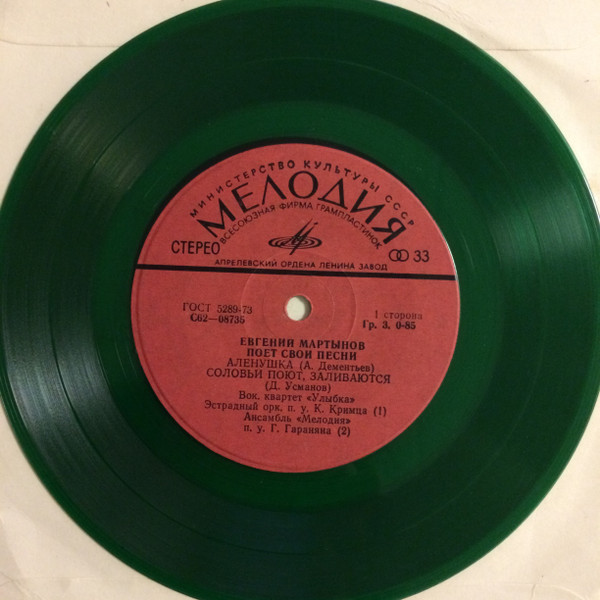 МИНИСТЕРСТВО КУЛЬТУРЫ СССР
МЕЛОДИЯ
ВСЕСОЮЗНАЯ ФИРМА ГРАМПЛАСТИНОК
СТЕРЕО
33
АПРЕЛЕВСКИЙ ОРДЕНА ЛЕНИНА ЗАВОД
ГОСТ 5289-73
С62—08735
1 сторона
Гр. 3. 0-85
ЕВГЕНИЙ МАРТЫНОВ
ПОЕТ СВОИ ПЕСНИ
АЛЕНУШКА (А. Дементьев)
СОЛОВЬИ ПОЮТ, ЗАЛИВАЮТСЯ
(Д. Усманов)
Вок. квартет «Улыбка»
Эстрадный орк. п. у. К. Кримца (1)
Ансамбль «Мелодия»
п. у. Г. Гараняна (2)